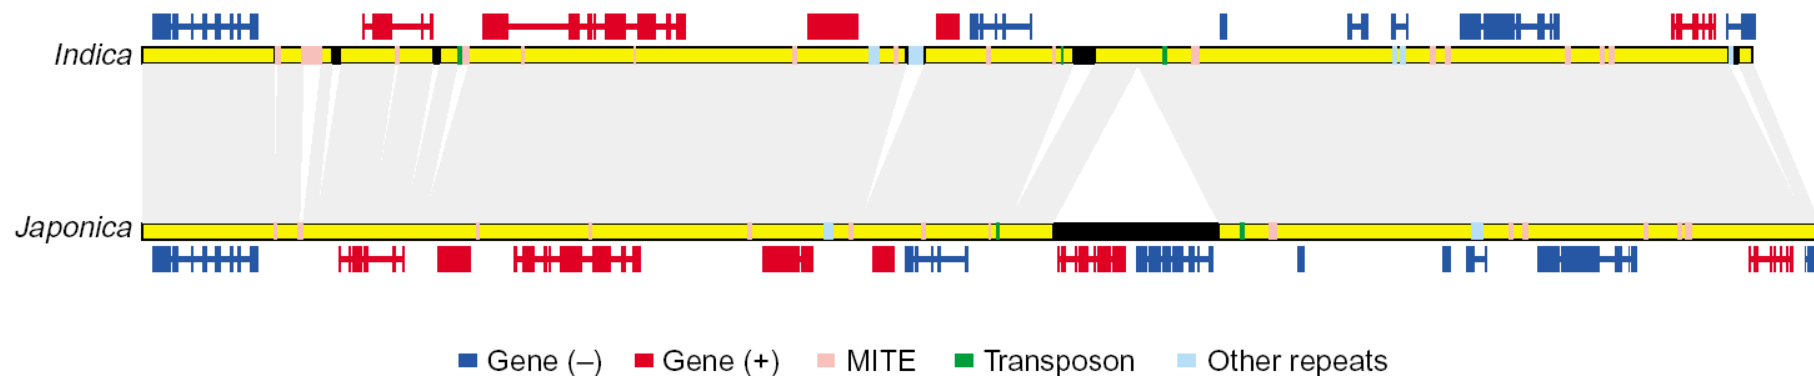 Indica
Japonica
Gene (–) Gene (+) MITE Transposon Other repeats